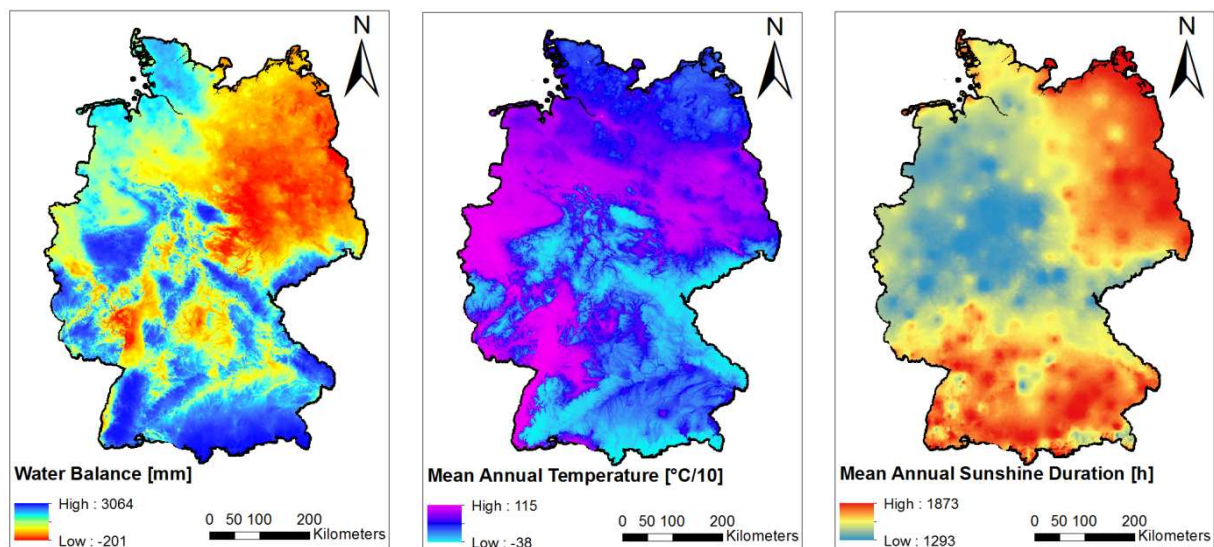 N
Water Balance [mm]
High : 3064
Low : -201
0 50 100 200
Kilometers
N
Mean Annual Temperature [°C/10]
High : 115
Low : -38
0 50 100 200
Kilometers
N
Mean Annual Sunshine Duration [h]
High : 1873
Low : 1293
0 50 100 200
Kilometers